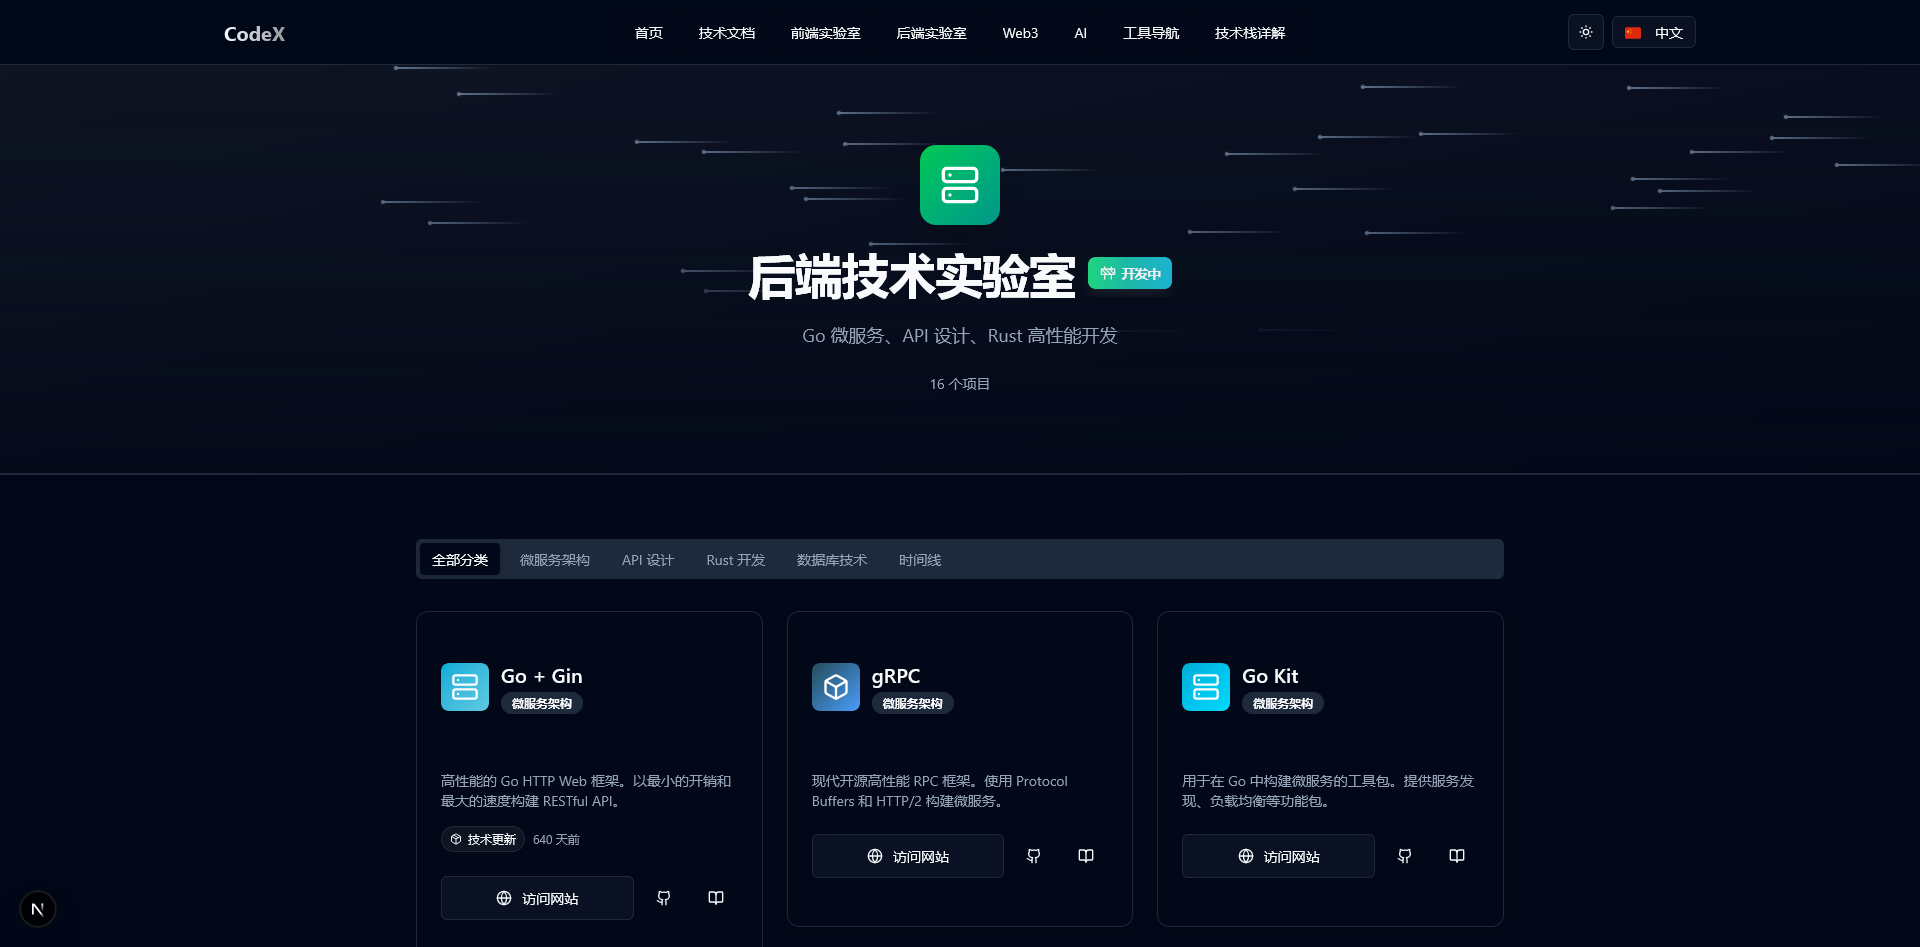 CodeX
首页
技术文档
前端实验室
后端实验室
Web3
AI
工具导航
技术栈详解
中文
后端技术实验室
开发中
Go 微服务、API 设计、Rust 高性能开发
16 个项目
全部分类
微服务架构
API 设计
Rust 开发
数据库技术
时间线
Go + Gin
微服务架构
高性能的 Go HTTP Web 框架。以最小的开销和
最大的速度构建 RESTful API。
技术更新
640 天前
访问网站
gRPC
微服务架构
现代开源高性能 RPC 框架。使用 Protocol
Buffers 和 HTTP/2 构建微服务。
访问网站
Go Kit
微服务架构
用于在 Go 中构建微服务的工具包。提供服务发
现、负载均衡等功能包。
访问网站
N